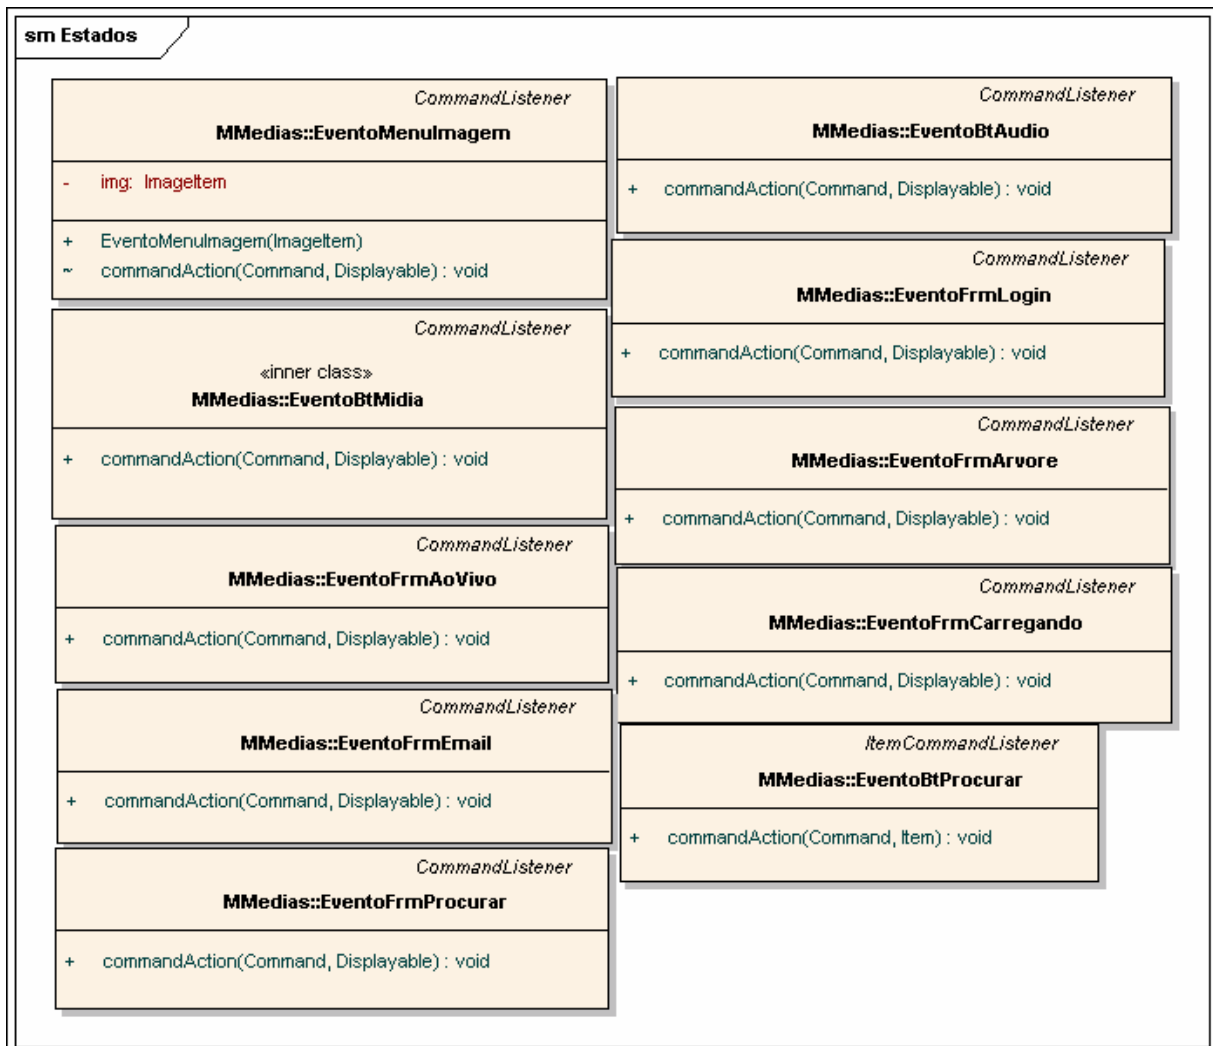 sm Estados
CommandListener
MMedias::EventoMenuImagem
- img: ImageItem
+ EventoMenuImagem(ImageItem)
~ commandAction(Command, Displayable) : void
CommandListener
«inner class»
MMedias::EventoBtMidia
+ commandAction(Command, Displayable) : void
CommandListener
MMedias::EventoFrmAoVivo
+ commandAction(Command, Displayable) : void
CommandListener
MMedias::EventoFrmEmail
+ commandAction(Command, Displayable) : void
CommandListener
MMedias::EventoFrmProcurar
+ commandAction(Command, Displayable) : void
CommandListener
MMedias::EventoBtAudio
+ commandAction(Command, Displayable) : void
CommandListener
MMedias::EventoFrmLogin
+ commandAction(Command, Displayable) : void
CommandListener
MMedias::EventoFrmArvore
+ commandAction(Command, Displayable) : void
CommandListener
MMedias::EventoFrmCarregando
+ commandAction(Command, Displayable) : void
ItemCommandListener
MMedias::EventoBtProcurar
+ commandAction(Command, Item) : void